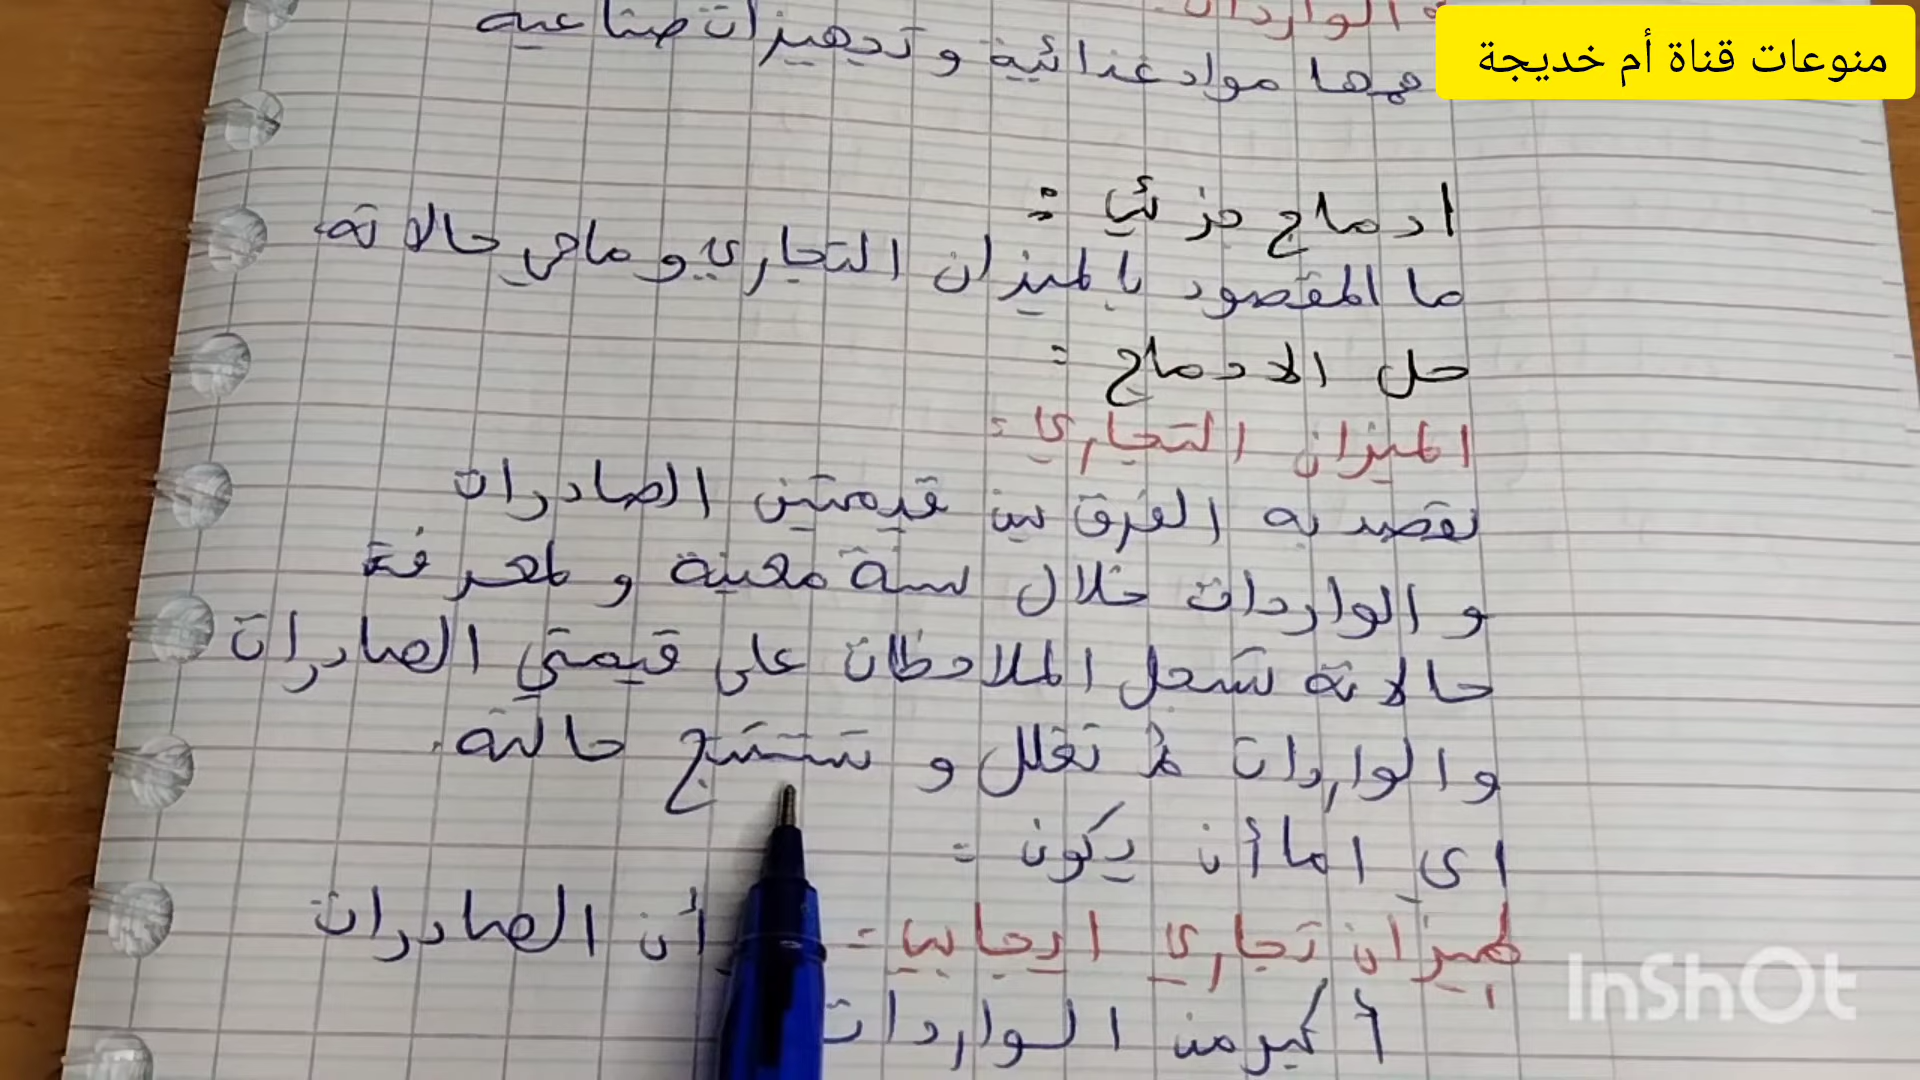 ة الواردات
همها مواد غذائية وتجهيزات صناعية
منوعات قناة أم خديجة
ادماج جزئي :
ما المقصود بالميزان التجاري وماهي حالاته.
حل الادماج :
الميزان التجاري :
نقصد به الفرق بين قيمتين الصادرات
و الواردات خلال سنة معينة و لمعرفة
حالاته نسجل الملاحظات على قيمتي الصادرات
والواردات ثم نعلل و نستنتج حالته.
اي اما أن يكون :
ميزان تجاري ايجابي : أن الصادرات
أكبر من الواردات
InShOt